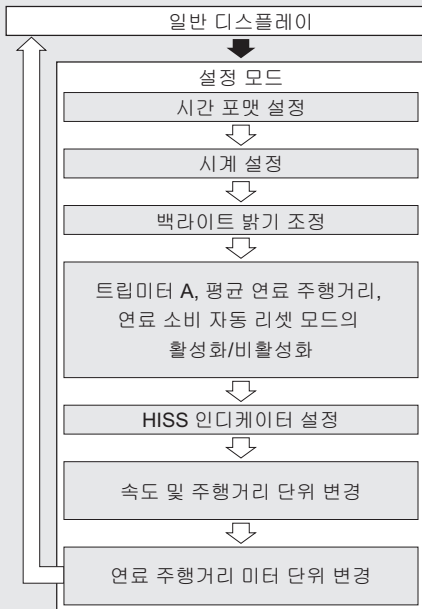 일반 디스플레이
설정 모드
시간 포맷 설정
시계 설정
백라이트 밝기 조정
트립미터 A, 평균 연료 주행거리,
연료 소비 자동 리셋 모드의
활성화/비활성화
HISS 인디케이터 설정
속도 및 주행거리 단위 변경
연료 주행거리 미터 단위 변경